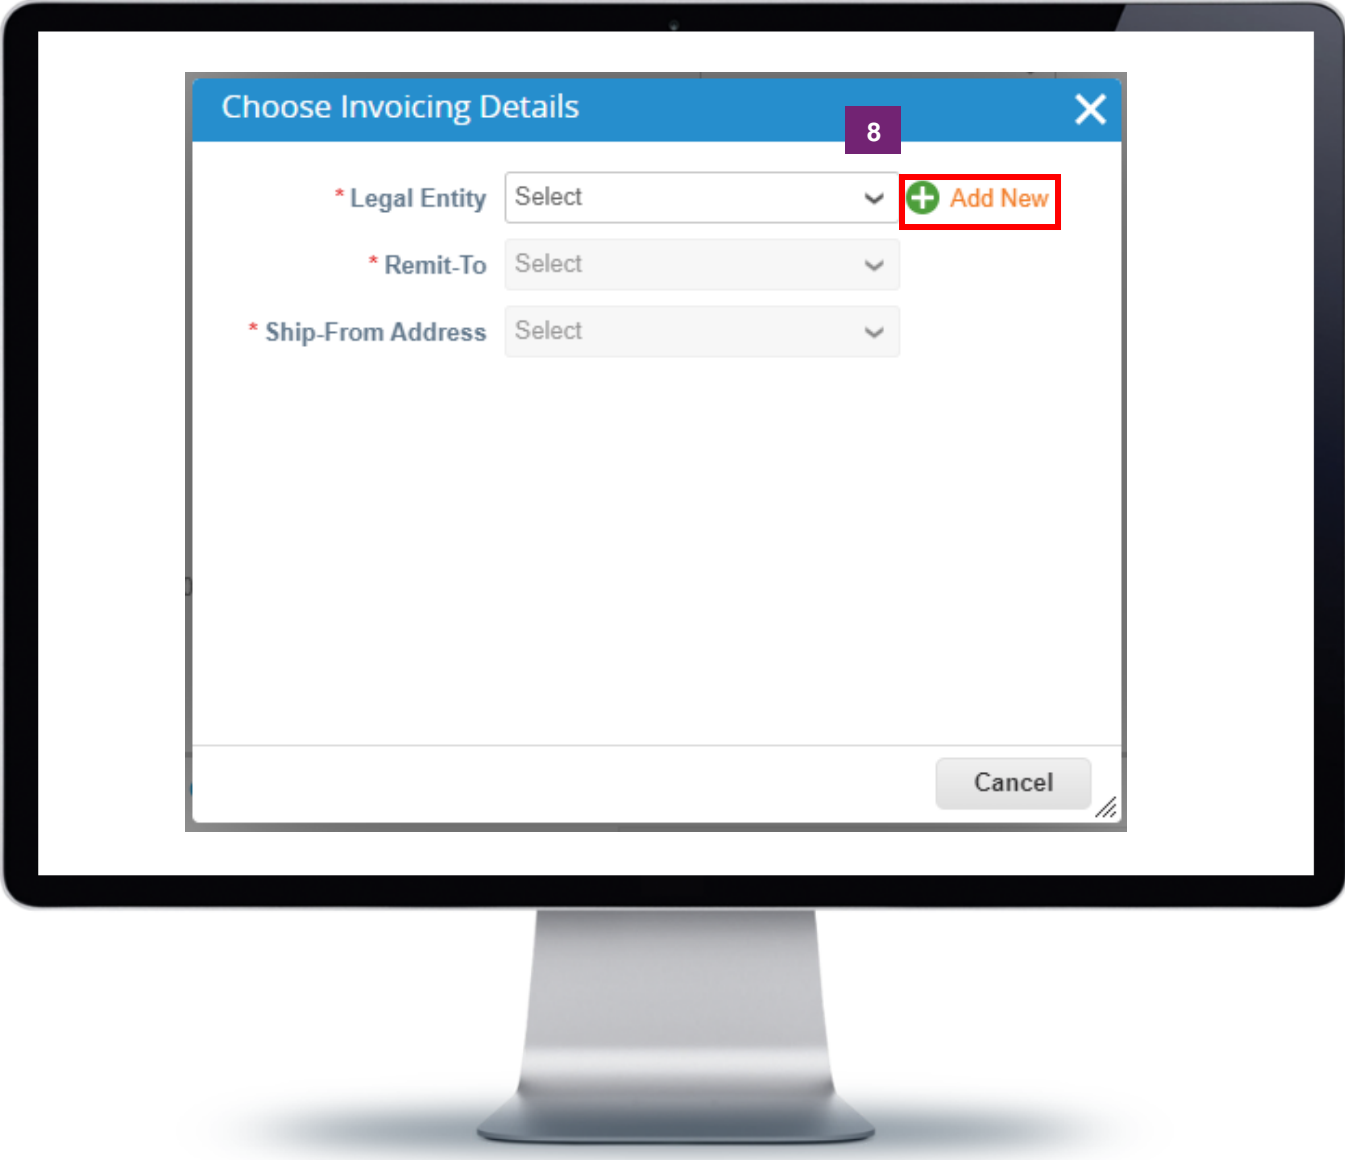 Choose Invoicing Details
8
* Legal Entity Select Add New
* Remit-To Select
* Ship-From Address Select
Cancel